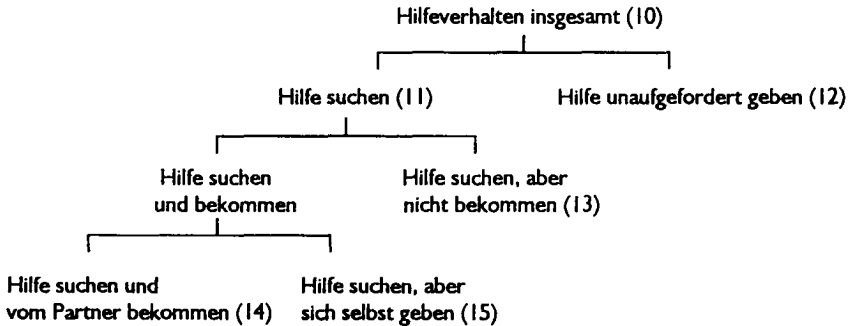 Hilfeverhalten insgesamt (10)
Hilfe suchen (11)
Hilfe unaufgefordert geben (12)
Hilfe suchen
und bekommen
Hilfe suchen, aber
nicht bekommen (13)
Hilfe suchen und
vom Partner bekommen (14)
Hilfe suchen, aber
sich selbst geben (15)